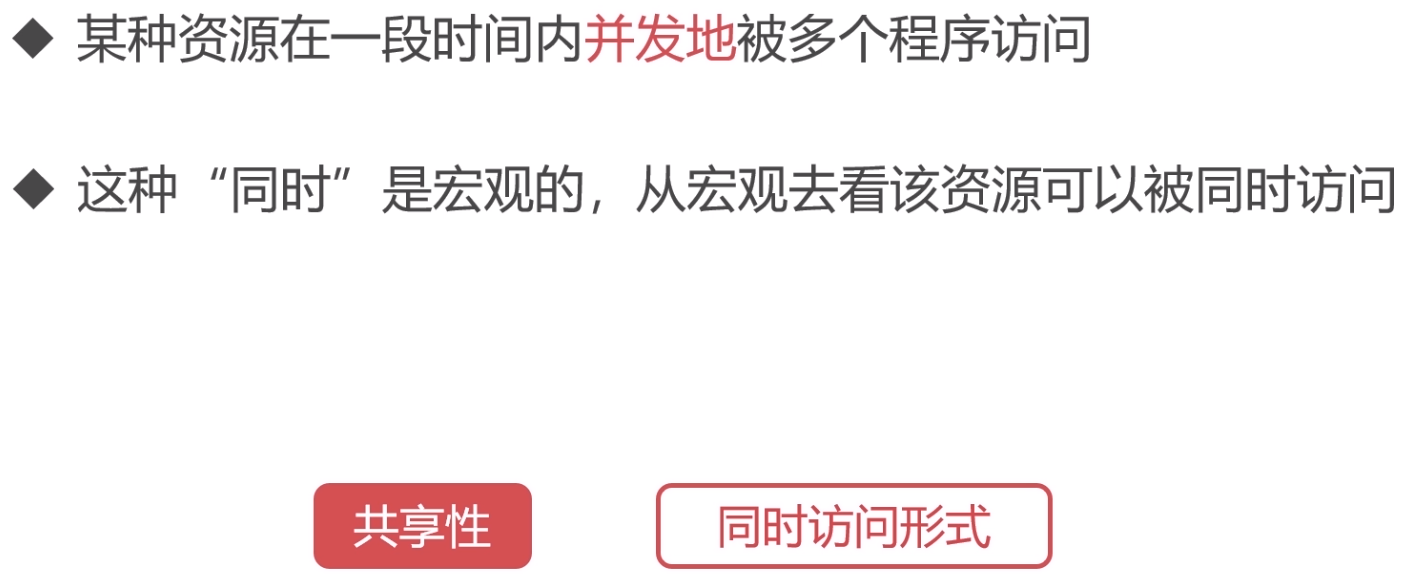 ◆ 某种资源在一段时间内并发地被多个程序访问
◆ 这种“同时”是宏观的，从宏观去看该资源可以被同时访问
共享性
同时访问形式